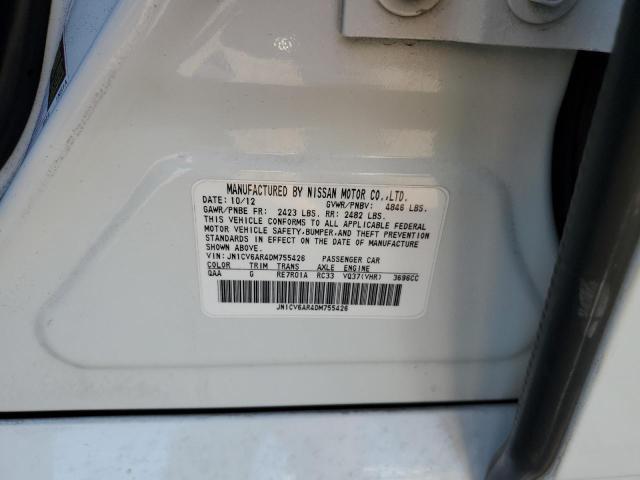 MANUFACTURED BY NISSAN MOTOR CO.,LTD.
DATE: 10/12 GVWR/PNBV: 4846 LBS.
GAWR/PNBE FR: 2423 LBS. RR: 2482 LBS.
THIS VEHICLE CONFORMS TO ALL APPLICABLE FEDERAL
MOTOR VEHICLE SAFETY, BUMPER, AND THEFT PREVENTION
STANDARDS IN EFFECT ON THE DATE OF MANUFACTURE
SHOWN ABOVE.
VIN: JN1CV6AR4DM755426 PASSENGER CAR
COLOR TRIM TRANS AXLE ENGINE
QAA G RE7R01A RC33 VQ37(VHR) 3696CC
JN1CV6AR4DM755426